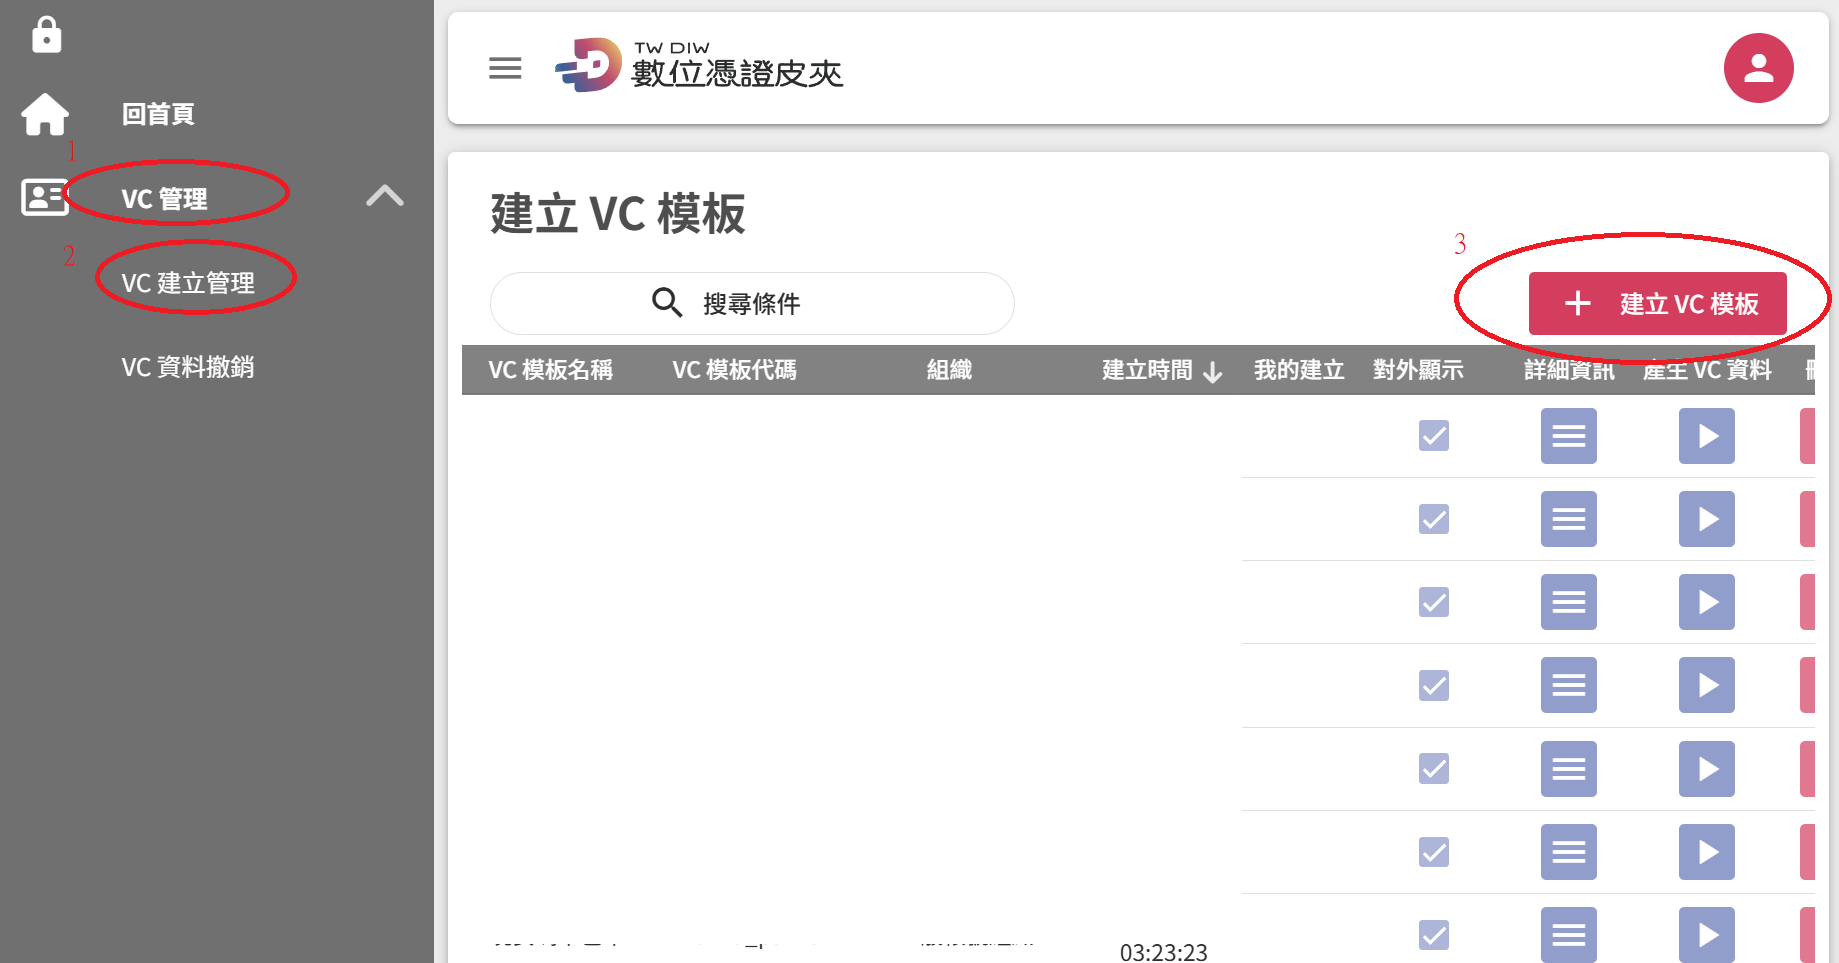 TW DIW
數位憑證皮夾
回首頁
1
VC 管理
2
VC 建立管理
VC 資料撤銷
建立 VC 模板
搜尋條件
3
建立 VC 模板
VC 模板名稱 VC 模板代碼 組織 建立時間 我的建立 對外顯示 詳細資訊 產生 VC 資料
03:23:23